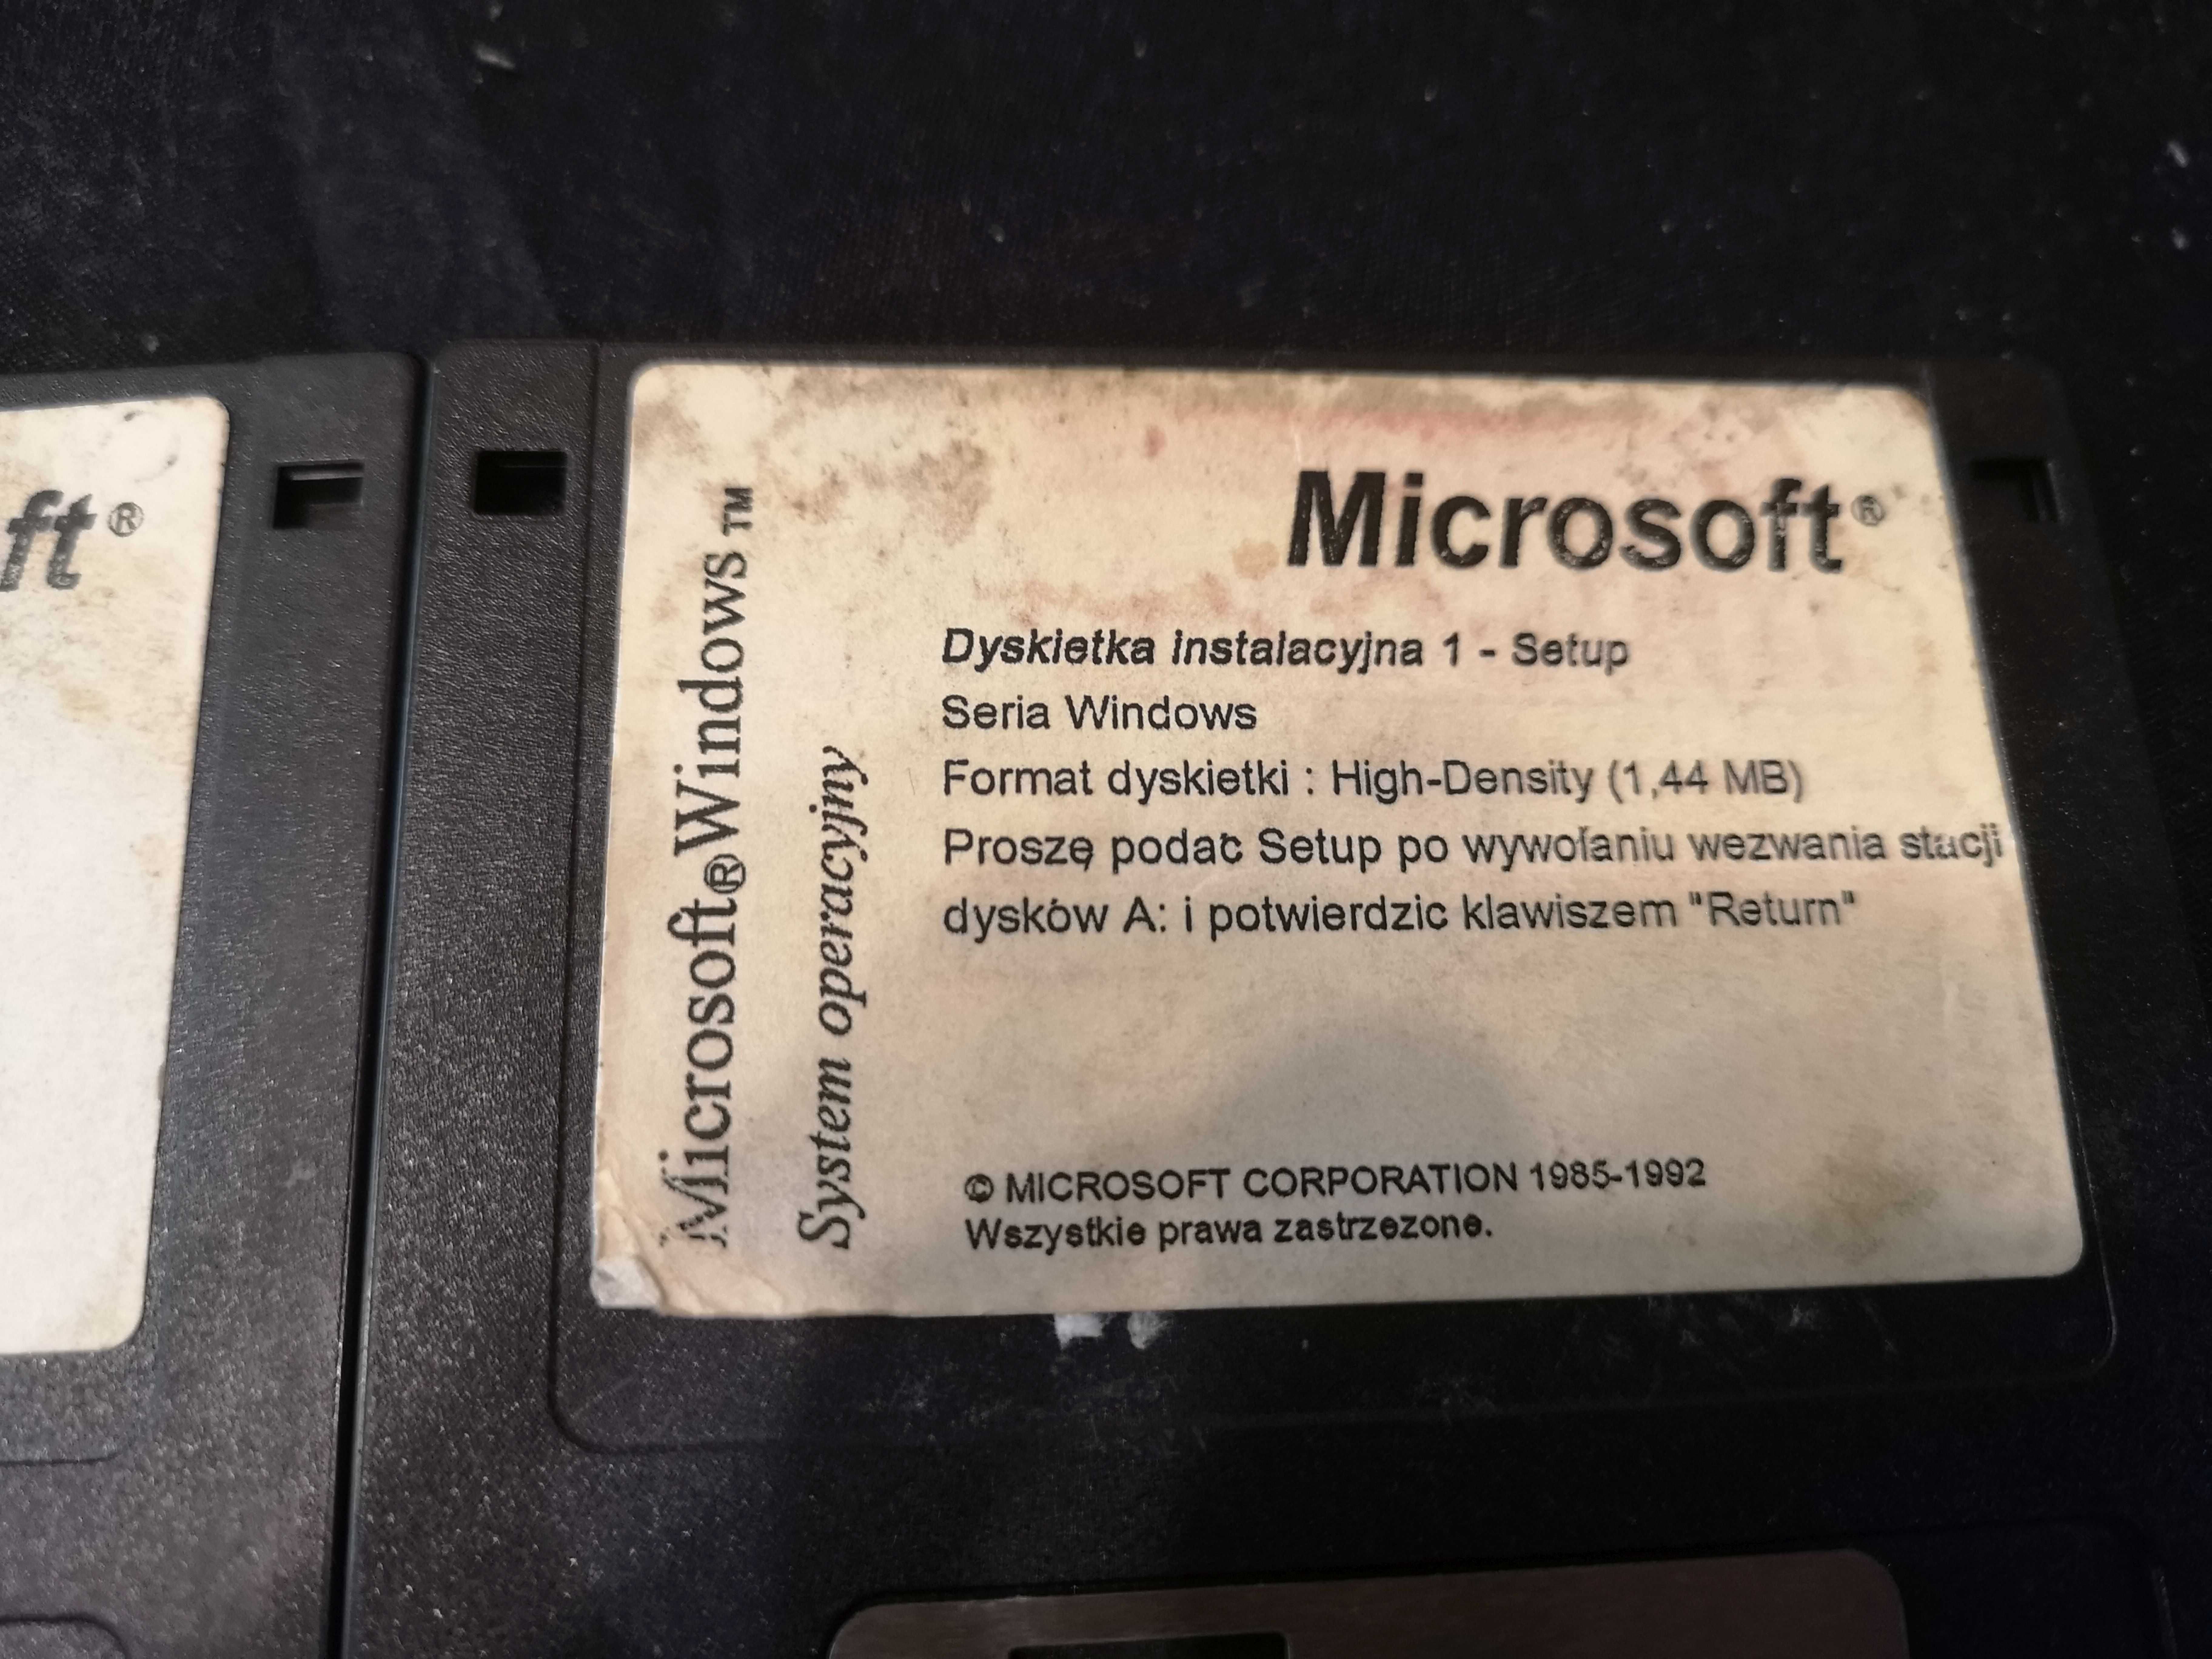 ft®
Microsoft®Windows™
System operacyjny
Microsoft®
Dyskietka instalacyjna 1 - Setup
Seria Windows
Format dyskietki : High-Density (1,44 MB)
Proszę podać Setup po wywołaniu wezwania stacji
dysków A: i potwierdzic klawiszem "Return"
© MICROSOFT CORPORATION 1985-1992
Wszystkie prawa zastrzezone.